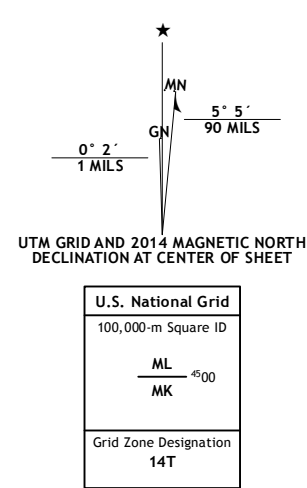 ★
MN
5° 5´
90 MILS
GN
0° 2´
1 MILS
UTM GRID AND 2014 MAGNETIC NORTH
DECLINATION AT CENTER OF SHEET
U.S. National Grid
100,000-m Square ID
ML
4500
MK
Grid Zone Designation
14T